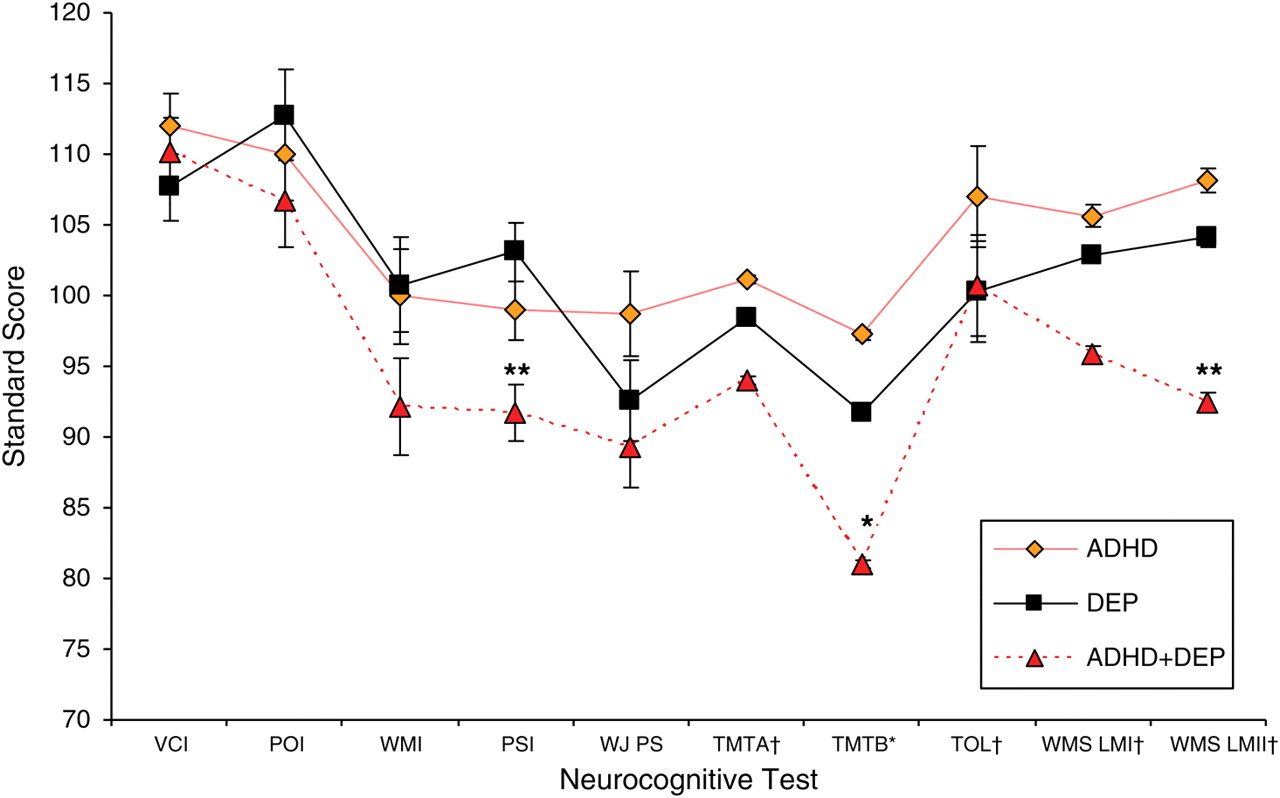 120
115
110
105
100
95
90
85
80
75
70
Standard Score
**
*
**
ADHD
DEP
ADHD+DEP
VCI POI WMI PSI WJ PS TMTA† TMTB* TOL† WMS LMI† WMS LMII†
Neurocognitive Test